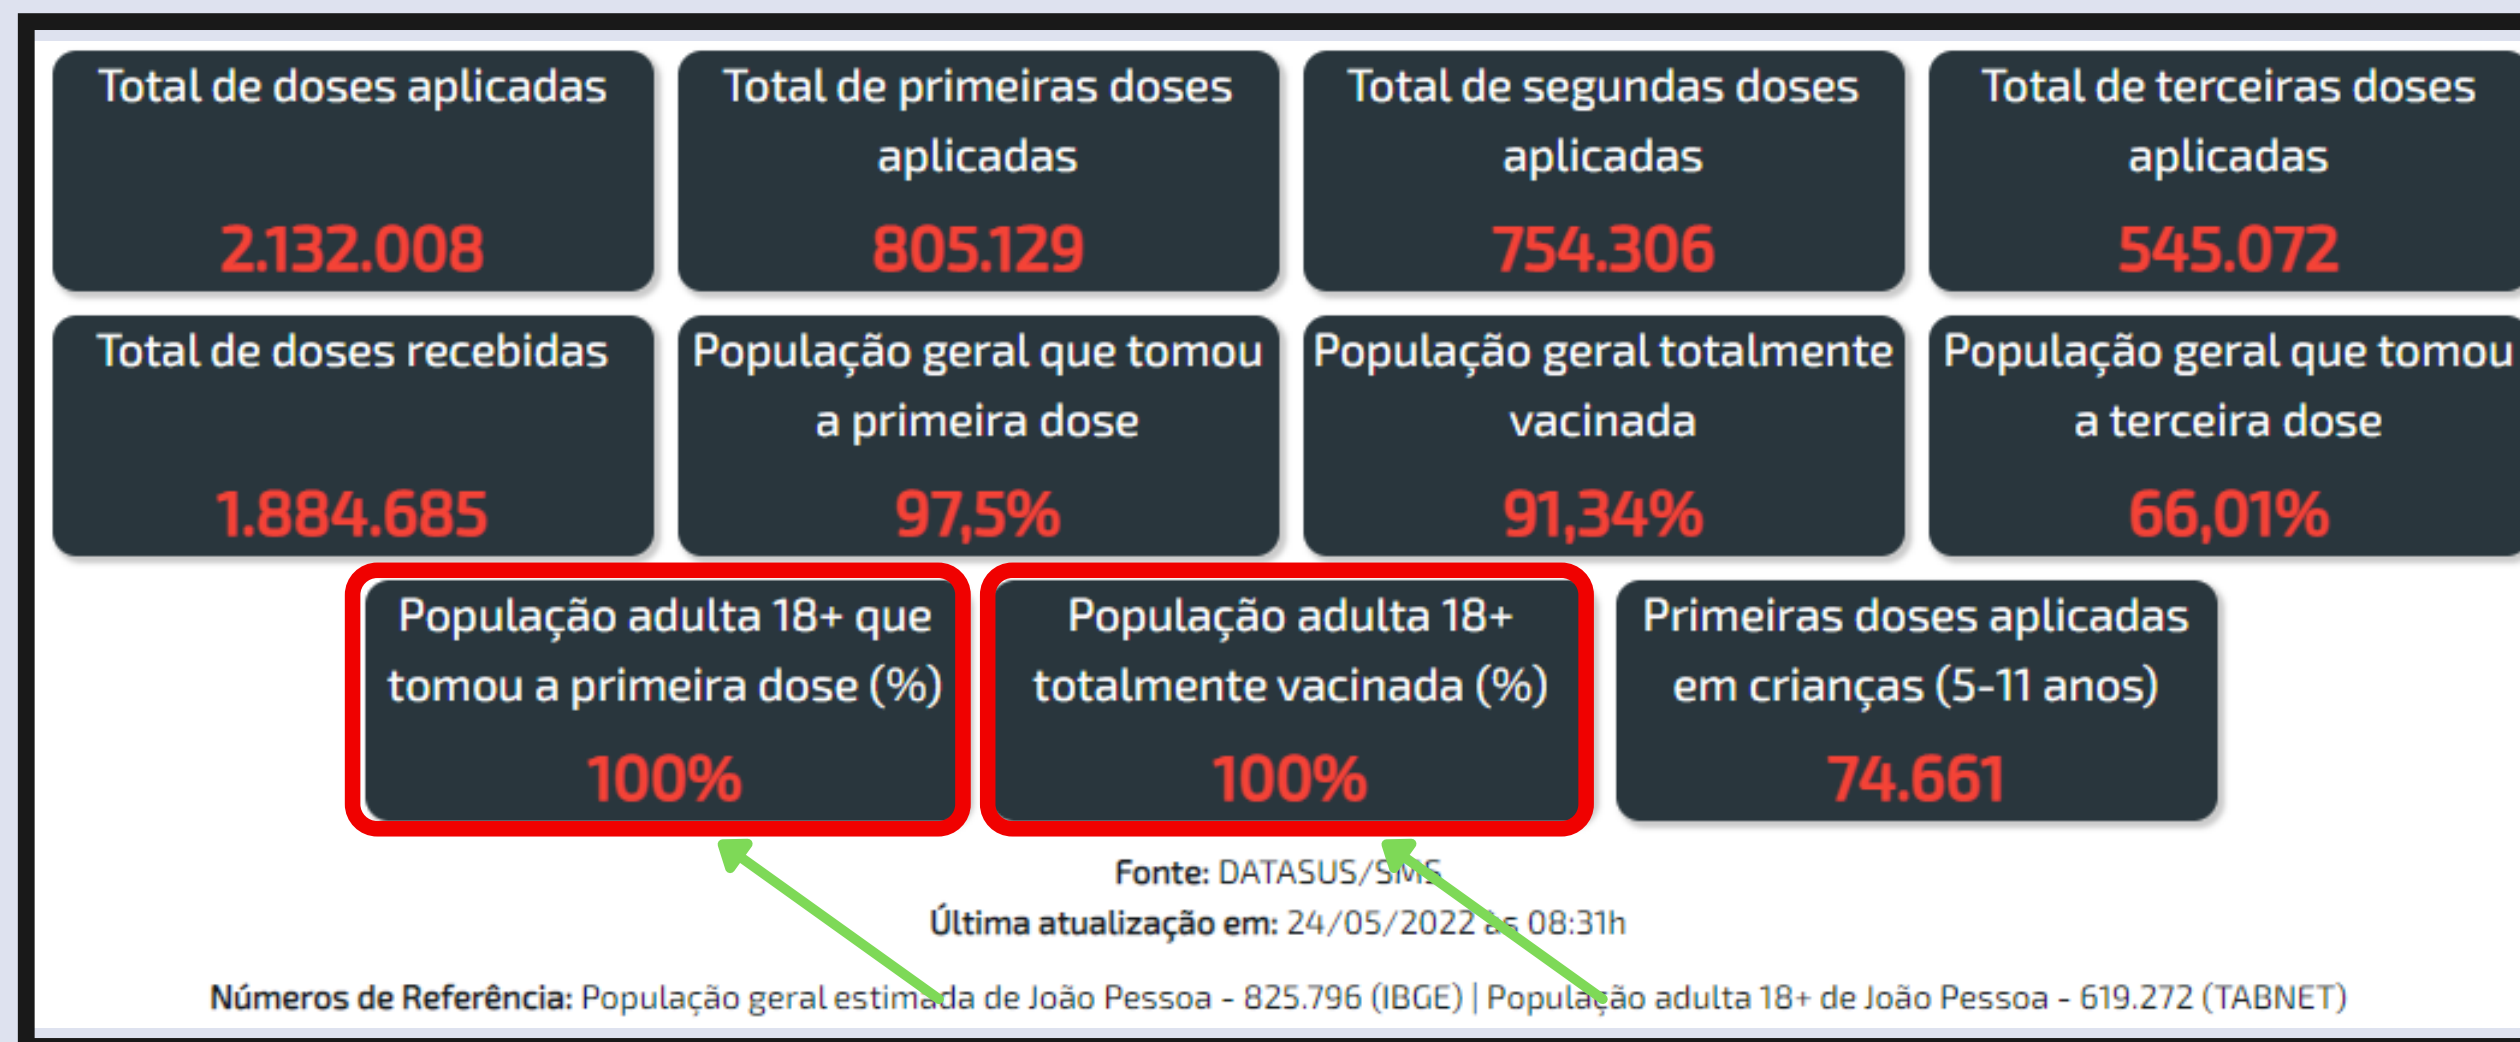 Total de doses aplicadas
2.132.008
Total de primeiras doses
aplicadas
805.129
Total de segundas doses
aplicadas
754.306
Total de terceiras doses
aplicadas
545.072
Total de doses recebidas
1.884.685
População geral que tomou
a primeira dose
97,5%
População geral totalmente
vacinada
91,34%
População geral que tomou
a terceira dose
66,01%
População adulta 18+ que
tomou a primeira dose (%)
100%
População adulta 18+
totalmente vacinada (%)
100%
Primeiras doses aplicadas
em crianças (5-11 anos)
74.661
Fonte: DATASUS/SMS
Última atualização em: 24/05/2022 às 08:31h
Números de Referência: População geral estimada de João Pessoa - 825.796 (IBGE) | População adulta 18+ de João Pessoa - 619.272 (TABNET)